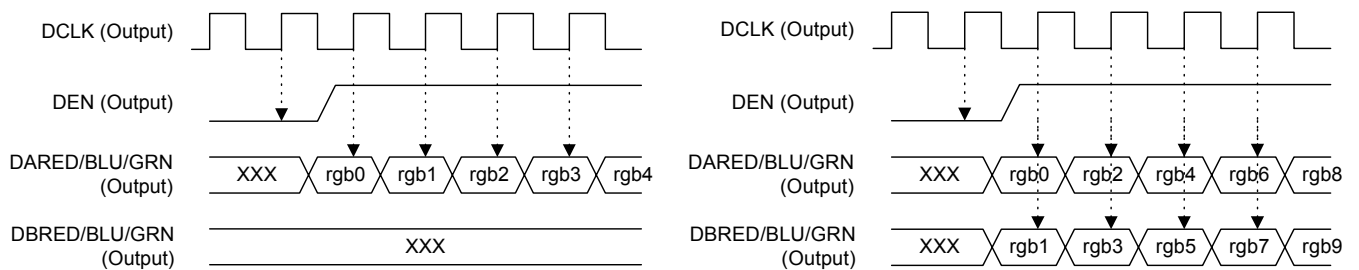 DCLK (Output)
DEN (Output)
DARED/BLU/GRN
(Output)
XXX rgb0 rgb1 rgb2 rgb3 rgb4
DBRED/BLU/GRN
(Output)
XXX
DCLK (Output)
DEN (Output)
DARED/BLU/GRN
(Output)
XXX rgb0 rgb2 rgb4 rgb6 rgb8
DBRED/BLU/GRN
(Output)
XXX rgb1 rgb3 rgb5 rgb7 rgb9